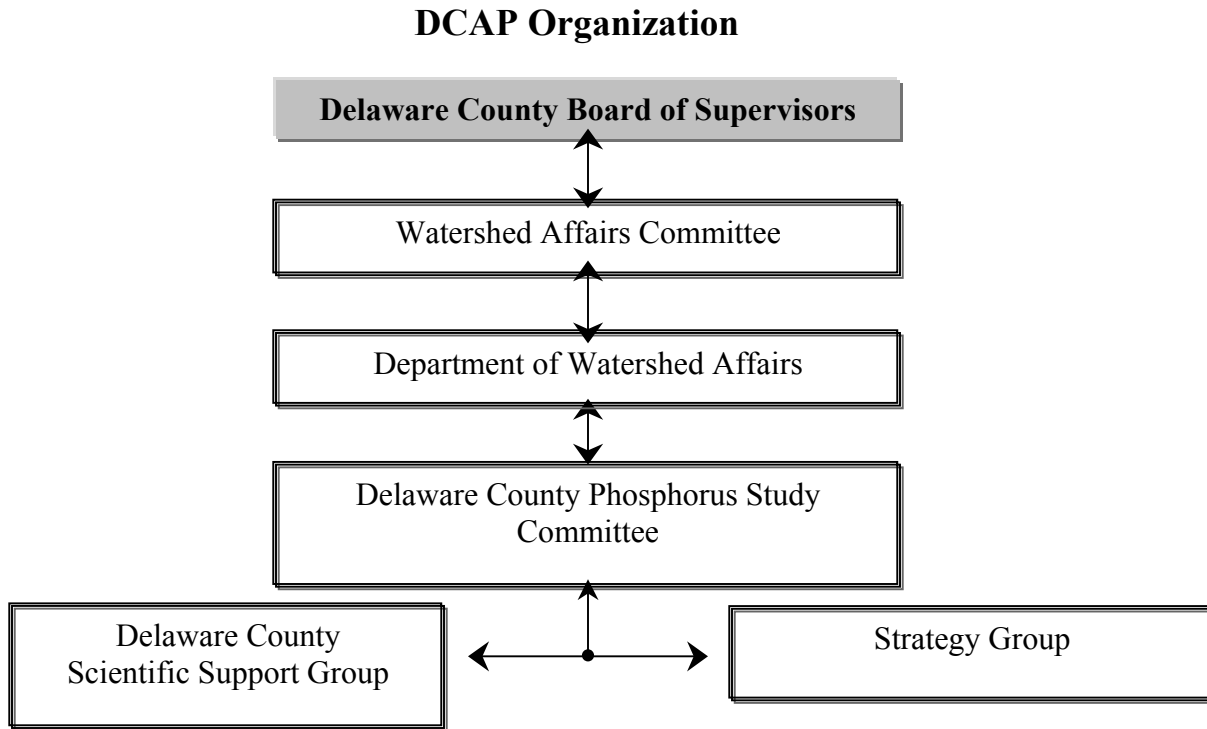 DCAP Organization
Delaware County Board of Supervisors
Watershed Affairs Committee
Department of Watershed Affairs
Delaware County Phosphorus Study
Committee
Delaware County
Scientific Support Group
Strategy Group